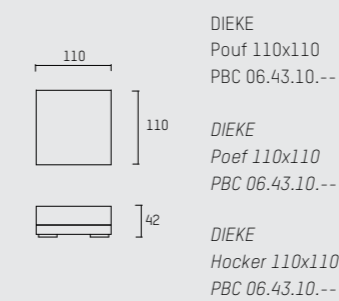 110
110
42
DIEKE
Pouf 110x110
PBC 06.43.10.--
DIEKE
Poef 110x110
PBC 06.43.10.--
DIEKE
Hocker 110x110
PBC 06.43.10.--